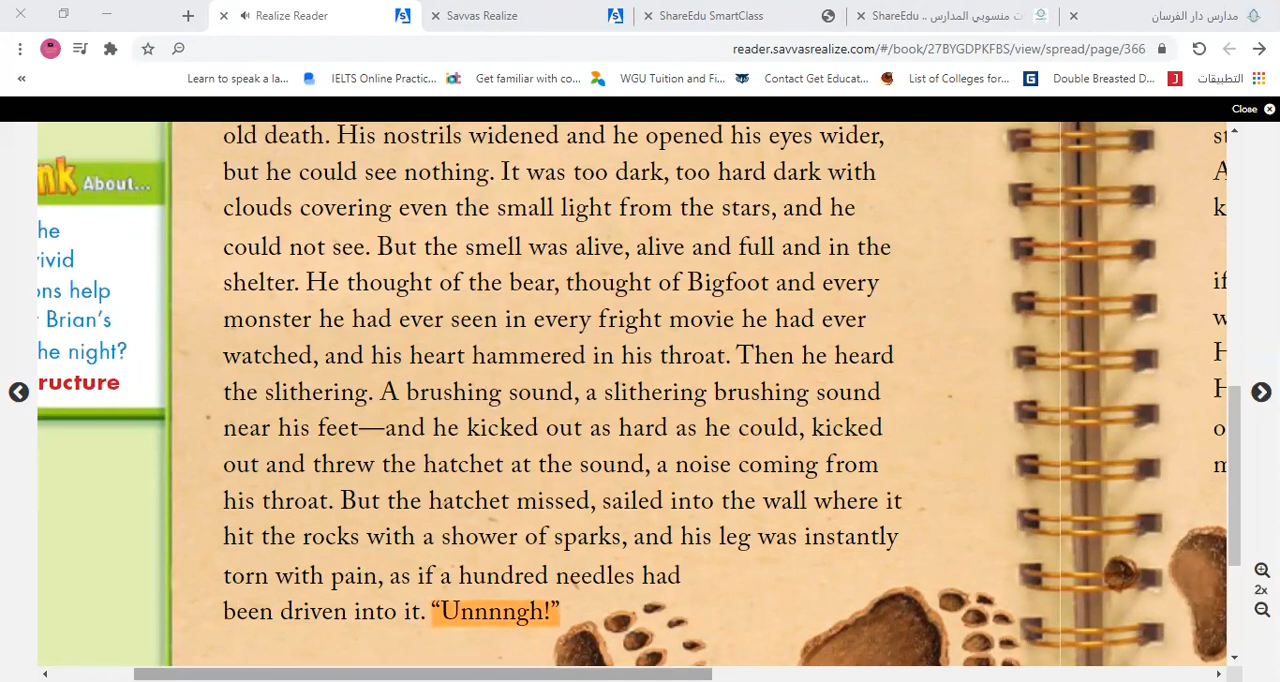 Realize Reader
Savvas Realize
ShareEdu SmartClass
ShareEdu .. منسوبي المدارس
مدارس دار الفرسان
reader.savvasrealize.com/#/book/27BYGDPKFBS/view/spread/page/366
Learn to speak a la... IELTS Online Practic... Get familiar with co... WGU Tuition and Fi... Contact Get Educat... List of Colleges for... Double Breasted D... التطبيقات
Close
nk About...
he
ivid
ons help
Brian's
he night?
ructure
old death. His nostrils widened and he opened his eyes wider,
but he could see nothing. It was too dark, too hard dark with
clouds covering even the small light from the stars, and he
could not see. But the smell was alive, alive and full and in the
shelter. He thought of the bear, thought of Bigfoot and every
monster he had ever seen in every fright movie he had ever
watched, and his heart hammered in his throat. Then he heard
the slithering. A brushing sound, a slithering brushing sound
near his feet—and he kicked out as hard as he could, kicked
out and threw the hatchet at the sound, a noise coming from
his throat. But the hatchet missed, sailed into the wall where it
hit the rocks with a shower of sparks, and his leg was instantly
torn with pain, as if a hundred needles had
been driven into it. “Unnnngh!”
st
A
k
if
w
H
H
o
m
2x